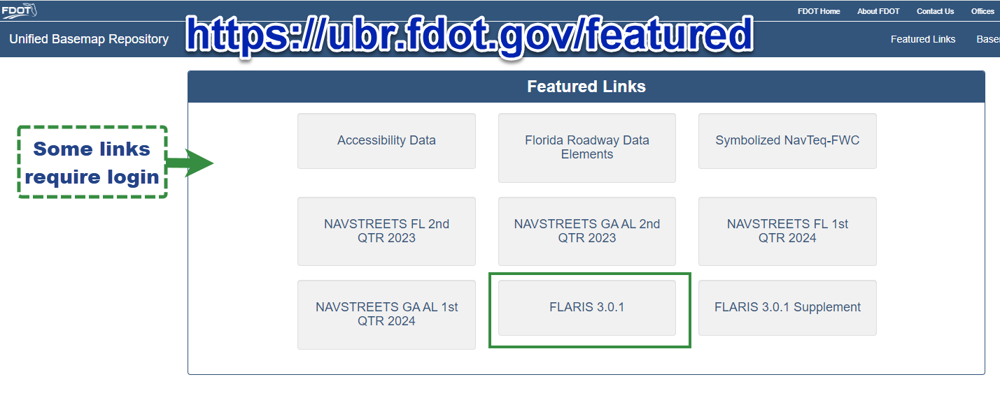 FDOT
FDOT Home About FDOT Contact Us Offices
Unified Basemap Repository
https://ubr.fdot.gov/featured
Featured Links Base
Featured Links
Some links
require login
Accessibility Data
Florida Roadway Data
Elements
Symbolized NavTeq-FWC
NAVSTREETS FL 2nd
QTR 2023
NAVSTREETS GA AL 2nd
QTR 2023
NAVSTREETS FL 1st
QTR 2024
NAVSTREETS GA AL 1st
QTR 2024
FLARIS 3.0.1
FLARIS 3.0.1 Supplement